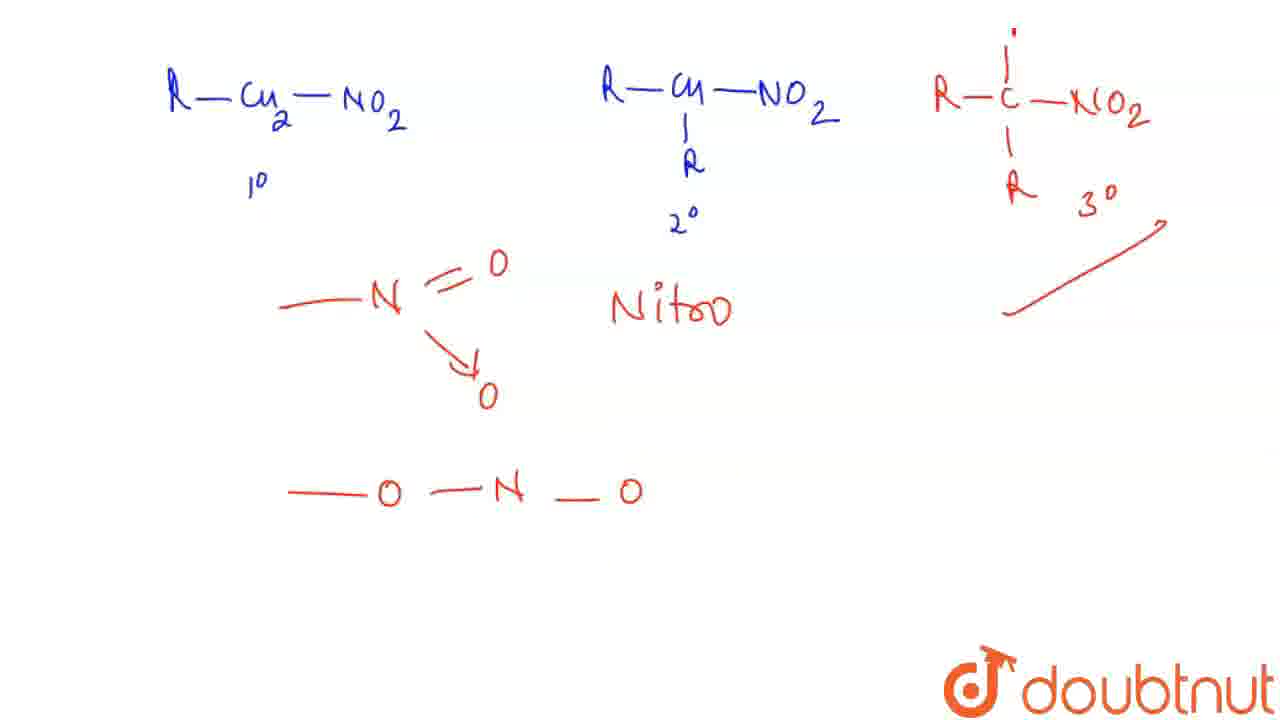 R—CH2—NO2
R—CH—NO2
R—C—NO2
R
R
1°
2°
3°
N=O
Nitro
O
—O—N—O
doubtnut